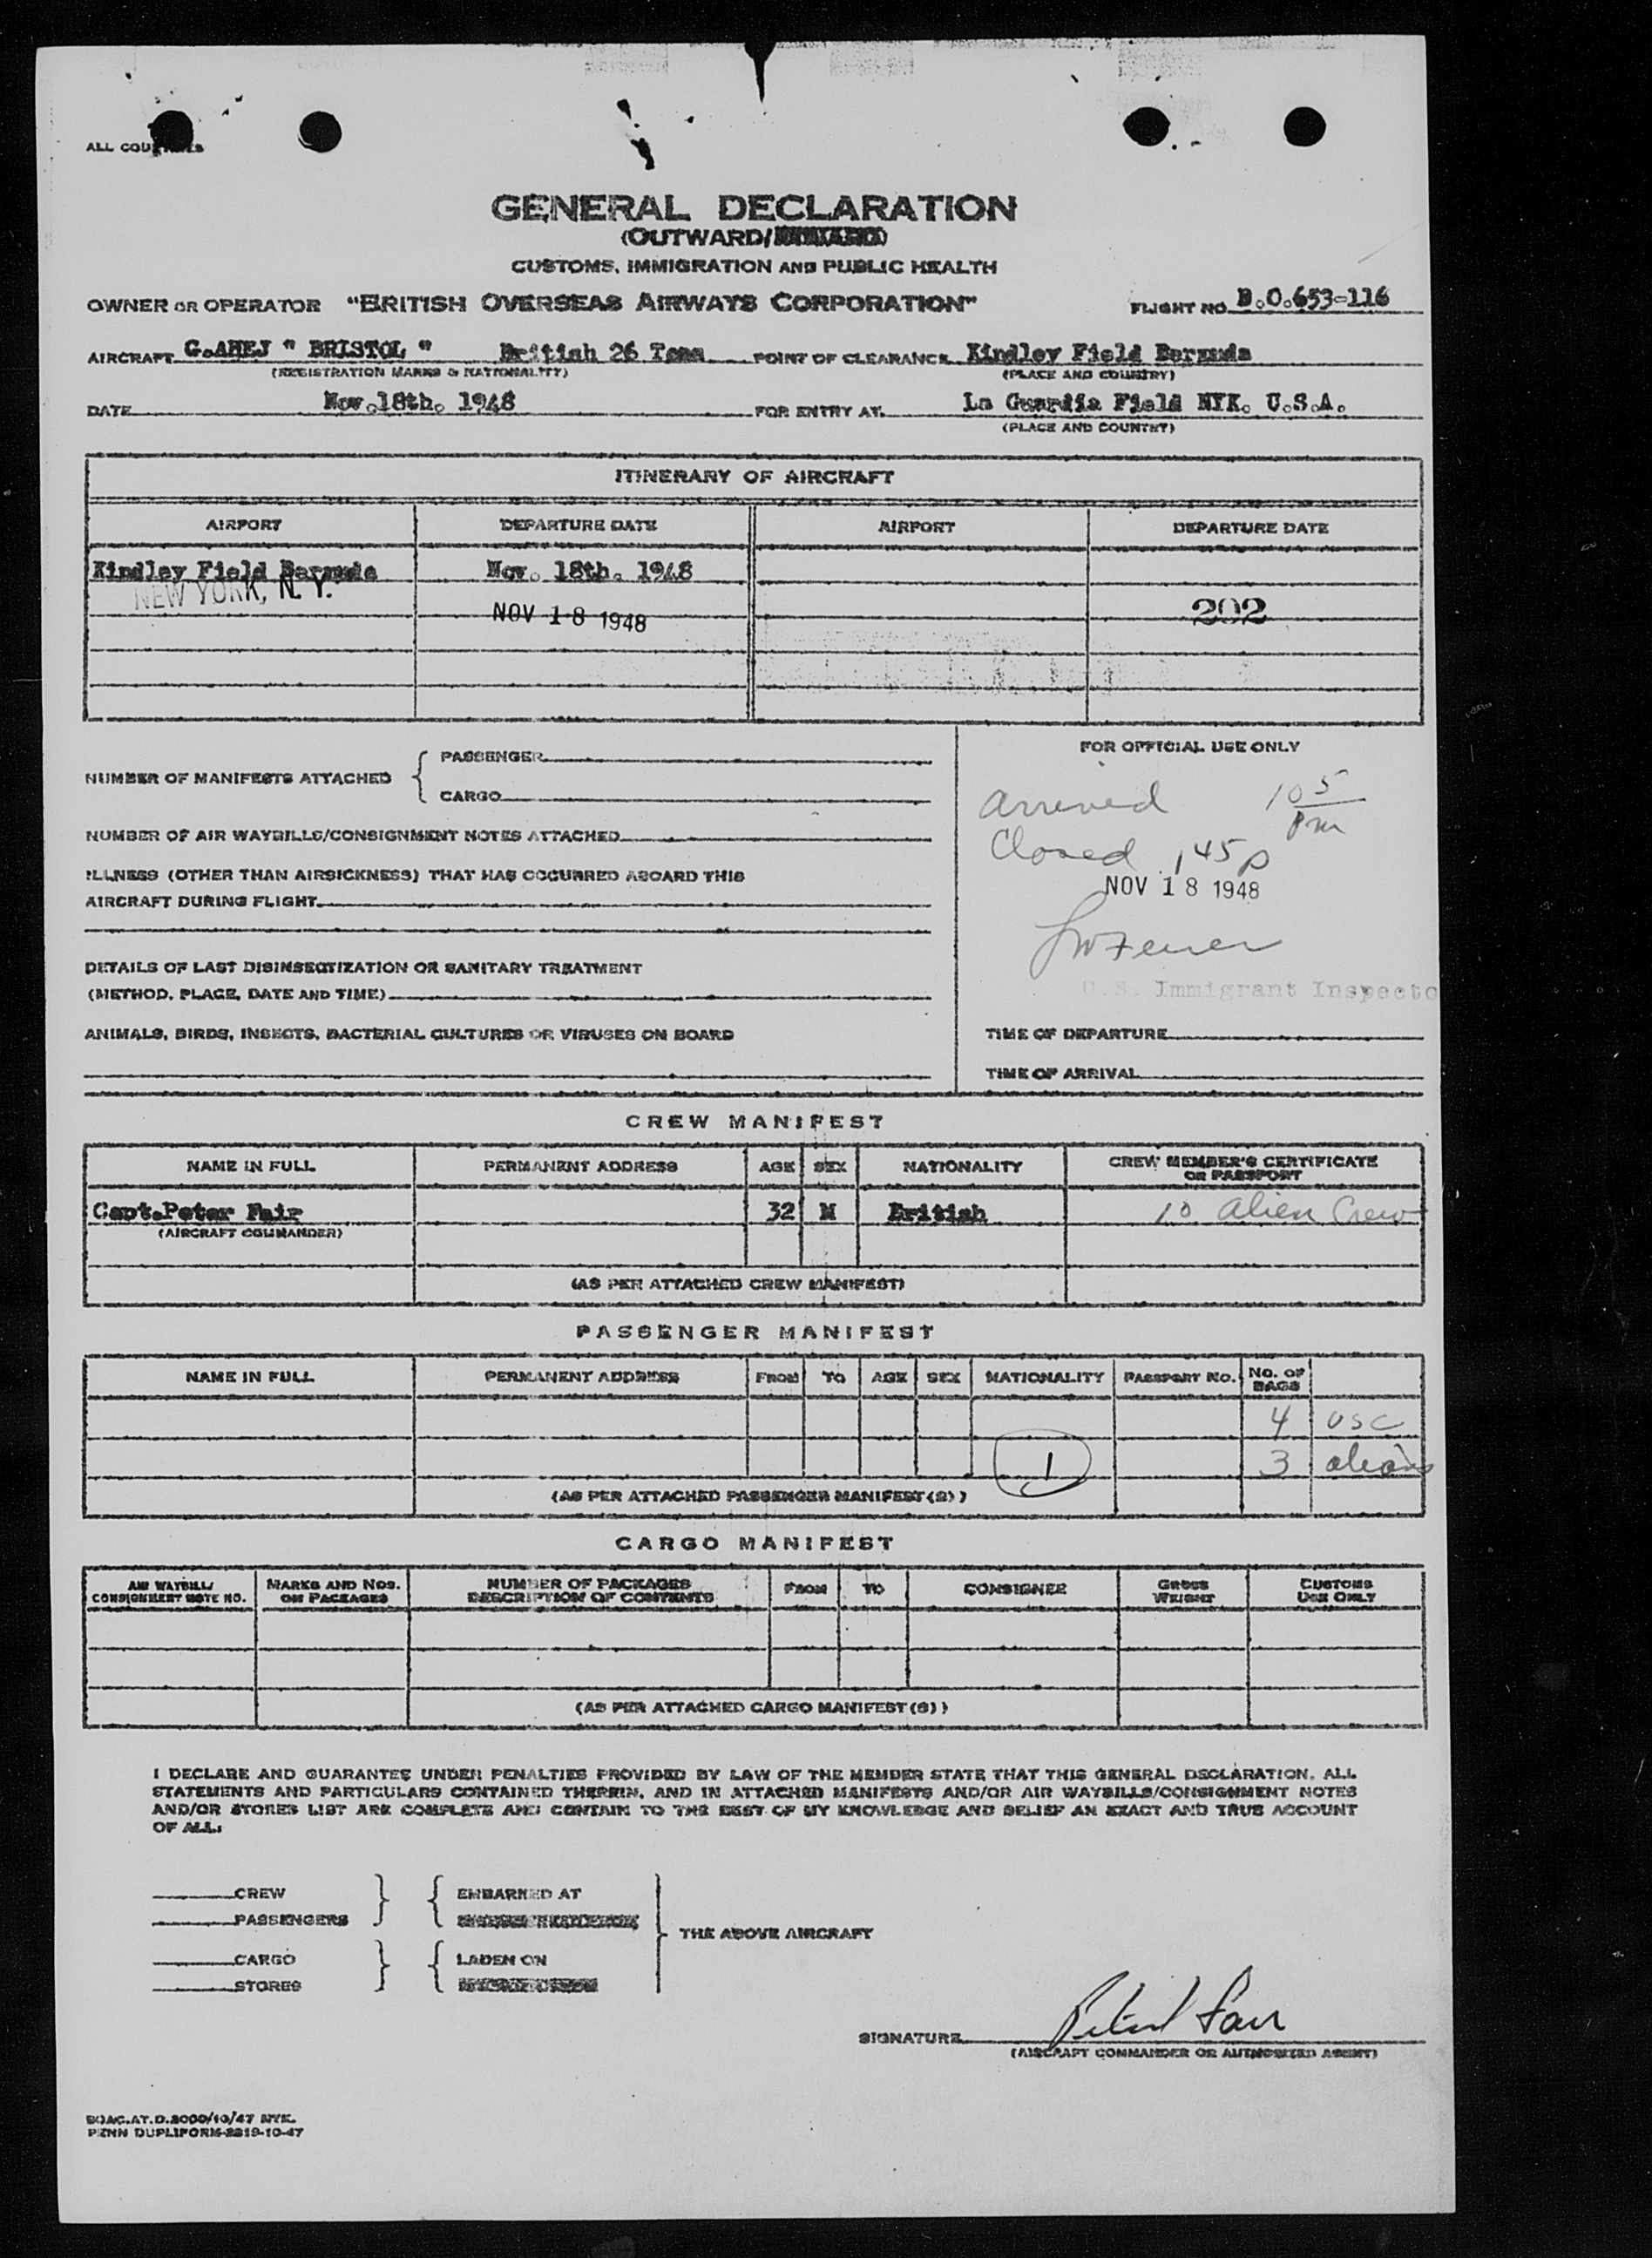 ALL COUNTRIES
GENERAL DECLARATION
(OUTWARD/INWARD)
CUSTOMS, IMMIGRATION AND PUBLIC HEALTH
OWNER OR OPERATOR "BRITISH OVERSEAS AIRWAYS CORPORATION" FLIGHT NO. B.O.653-116
AIRCRAFT G.AHEJ " BRISTOL " British 26 Tons POINT OF CLEARANCE Kindley Field Bermuda
(REGISTRATION MARKS & NATIONALITY) (PLACE AND COUNTRY)
DATE Nov.18th. 1948 FOR ENTRY AT. La Guardia Field NYK. U.S.A.
(PLACE AND COUNTRY)
ITINERARY OF AIRCRAFT
AIRPORT DEPARTURE DATE AIRPORT DEPARTURE DATE
Kindley Field Bermuda Nov. 18th. 1948
NEW YORK, N. Y. NOV 18 1948 202
FOR OFFICIAL USE ONLY
NUMBER OF MANIFESTS ATTACHED { PASSENGER
CARGO
Arrived 10 5 Pm
Closed 145 p
NOV 18 1948
U.S. Immigrant Inspecto
NUMBER OF AIR WAYBILLS/CONSIGNMENT NOTES ATTACHED
ILLNESS (OTHER THAN AIRSICKNESS) THAT HAS OCCURRED ABOARD THIS
AIRCRAFT DURING FLIGHT.
DETAILS OF LAST DISINSECTIZATION OR SANITARY TREATMENT
(METHOD, PLACE, DATE AND TIME)
ANIMALS, BIRDS, INSECTS, BACTERIAL CULTURES OR VIRUSES ON BOARD
TIME OF DEPARTURE
TIME OF ARRIVAL
CREW MANIFEST
NAME IN FULL PERMANENT ADDRESS AGE SEX NATIONALITY CREW MEMBER'S CERTIFICATE
OR PASSPORT
Capt.Peter Fair 32 M British 10 Alien Crew
(AIRCRAFT COMMANDER)
(AS PER ATTACHED CREW MANIFEST)
PASSENGER MANIFEST
NAME IN FULL PERMANENT ADDRESS FROM TO AGE SEX NATIONALITY PASSPORT NO. NO. OF
BAGS
4 USC
1 3 aliens
(AS PER ATTACHED PASSENGER MANIFEST(S))
CARGO MANIFEST
AIR WAYBILL/ MARKS AND NOS. NUMBER OF PACKAGES FROM TO CONSIGNEE GROSS CUSTOMS
CONSIGNMENT NOTE NO. ON PACKAGES DESCRIPTION OF CONTENTS WEIGHT USE ONLY
(AS PER ATTACHED CARGO MANIFEST(S))
I DECLARE AND GUARANTEE UNDER PENALTIES PROVIDED BY LAW OF THE MEMBER STATE THAT THIS GENERAL DECLARATION, ALL
STATEMENTS AND PARTICULARS CONTAINED THEREIN, AND IN ATTACHED MANIFESTS AND/OR AIR WAYBILLS/CONSIGNMENT NOTES
AND/OR STORES LIST ARE COMPLETE AND CONTAIN TO THE BEST OF MY KNOWLEDGE AND BELIEF AN EXACT AND TRUE ACCOUNT
OF ALL:
CREW } { EMBARKED AT
PASSENGERS
THE ABOVE AIRCRAFT
CARGO } { LADEN ON
STORES
SIGNATURE Peter Fair
(AIRCRAFT COMMANDER OR AUTHORIZED AGENT)
BOAC.AT.D.2000/10/47 NYK.
PENN DUPLIFORM-2819-10-47